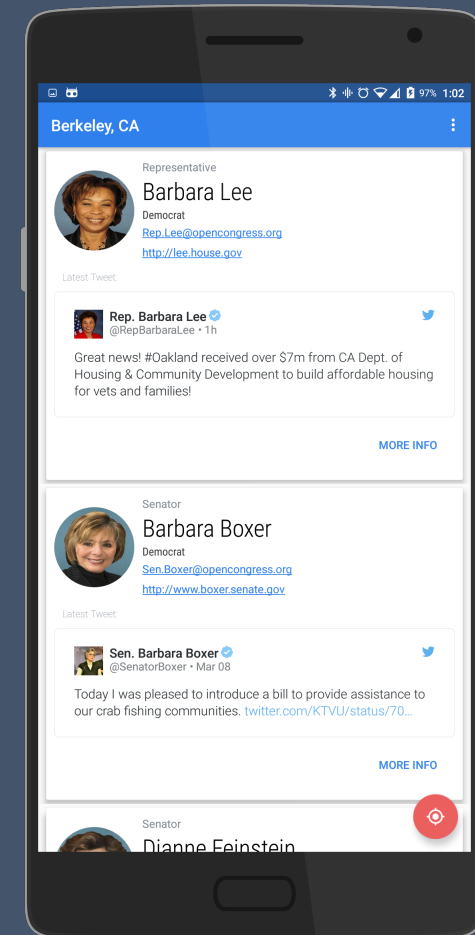 97% 1:02
Berkeley, CA
Representative
Barbara Lee
Democrat
Rep.Lee@opencongress.org
http://lee.house.gov
Latest Tweet:
Rep. Barbara Lee
@RepBarbaraLee • 1h
Great news! #Oakland received over $7m from CA Dept. of
Housing & Community Development to build affordable housing
for vets and families!
MORE INFO
Senator
Barbara Boxer
Democrat
Sen.Boxer@opencongress.org
http://www.boxer.senate.gov
Latest Tweet:
Sen. Barbara Boxer
@SenatorBoxer • Mar 08
Today I was pleased to introduce a bill to provide assistance to
our crab fishing communities. twitter.com/KTVU/status/70...
MORE INFO
Senator
Dianne Feinstein